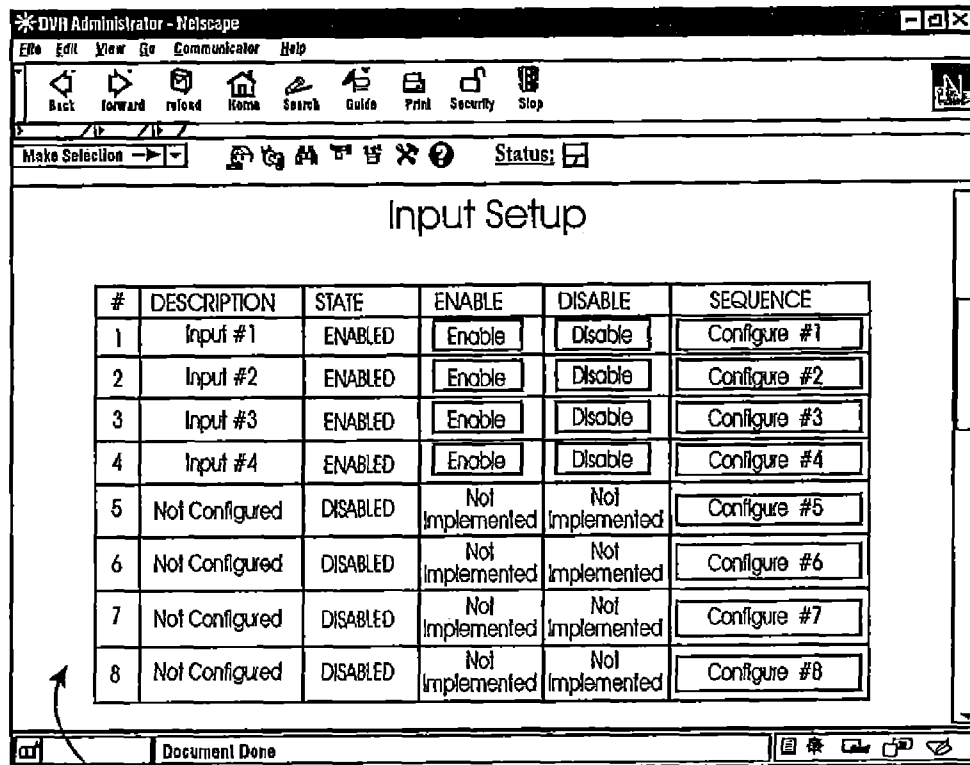 DVR Administrator - Netscape
File Edit View Go Communicator Help
Back forward reload Home Search Guide Print Security Stop
N
Make Selection Status:
Input Setup
# DESCRIPTION STATE ENABLE DISABLE SEQUENCE
1 Input #1 ENABLED Enable Disable Configure #1
2 Input #2 ENABLED Enable Disable Configure #2
3 Input #3 ENABLED Enable Disable Configure #3
4 Input #4 ENABLED Enable Disable Configure #4
5 Not Configured DISABLED Not Implemented Not Implemented Configure #5
6 Not Configured DISABLED Not Implemented Not Implemented Configure #6
7 Not Configured DISABLED Not Implemented Not Implemented Configure #7
8 Not Configured DISABLED Not Implemented Not Implemented Configure #8
Document Done